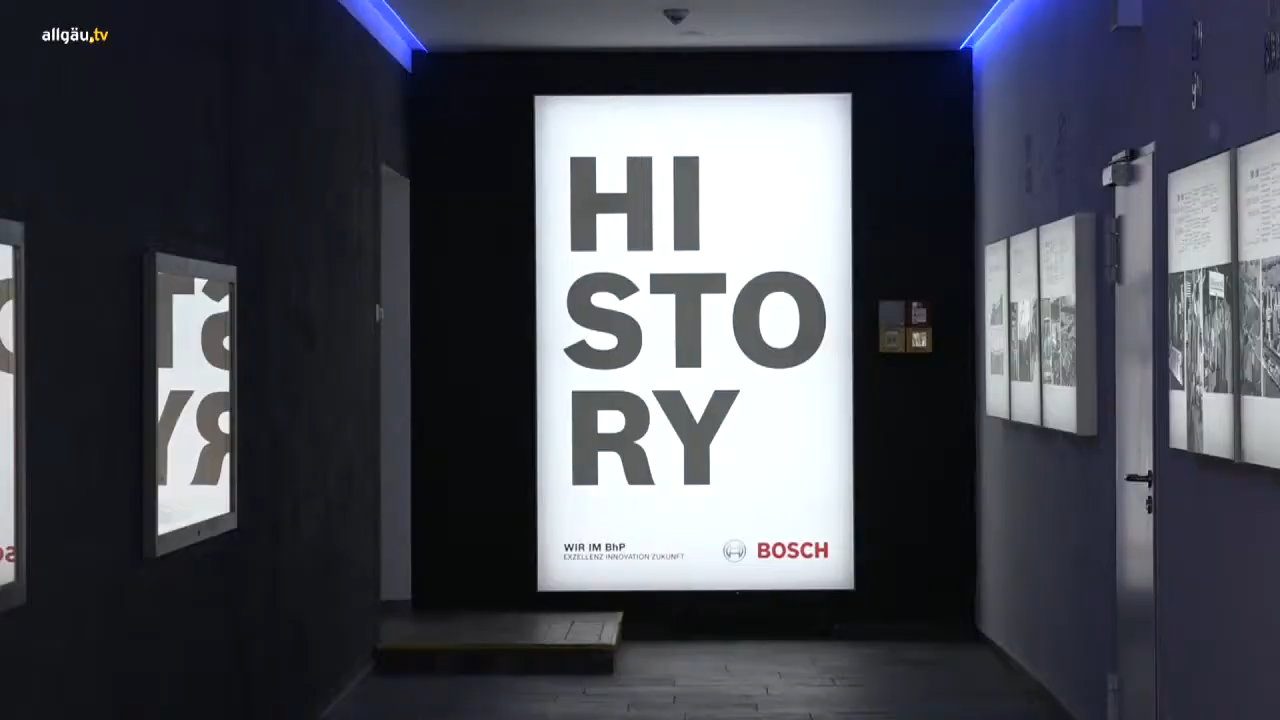 allgäu.tv
HI
STO
RY
WIR IM BhP
EXZELLENZ INNOVATION ZUKUNFT
BOSCH